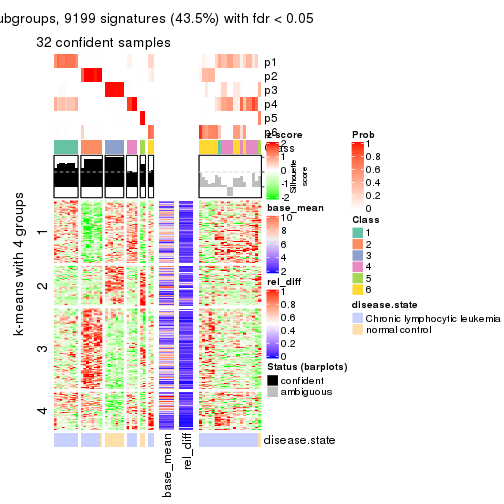 ubgroups, 9199 signatures (43.5%) with fdr < 0.05
32 confident samples
p1
p2
p3
p4
p5
p6
z-score
2
1
0
-1
-2
Silhouette
score
k-means with 4 groups
1
2
3
4
base_mean
10
8
6
4
2
rel_diff
1
0.8
0.6
0.4
0.2
0
Status (barplots)
confident
ambiguous
disease.state
base_mean
rel_diff
Prob
1
0.8
0.6
0.4
0.2
0
Class
1
2
3
4
5
6
disease.state
Chronic lymphocytic leukemia
normal control